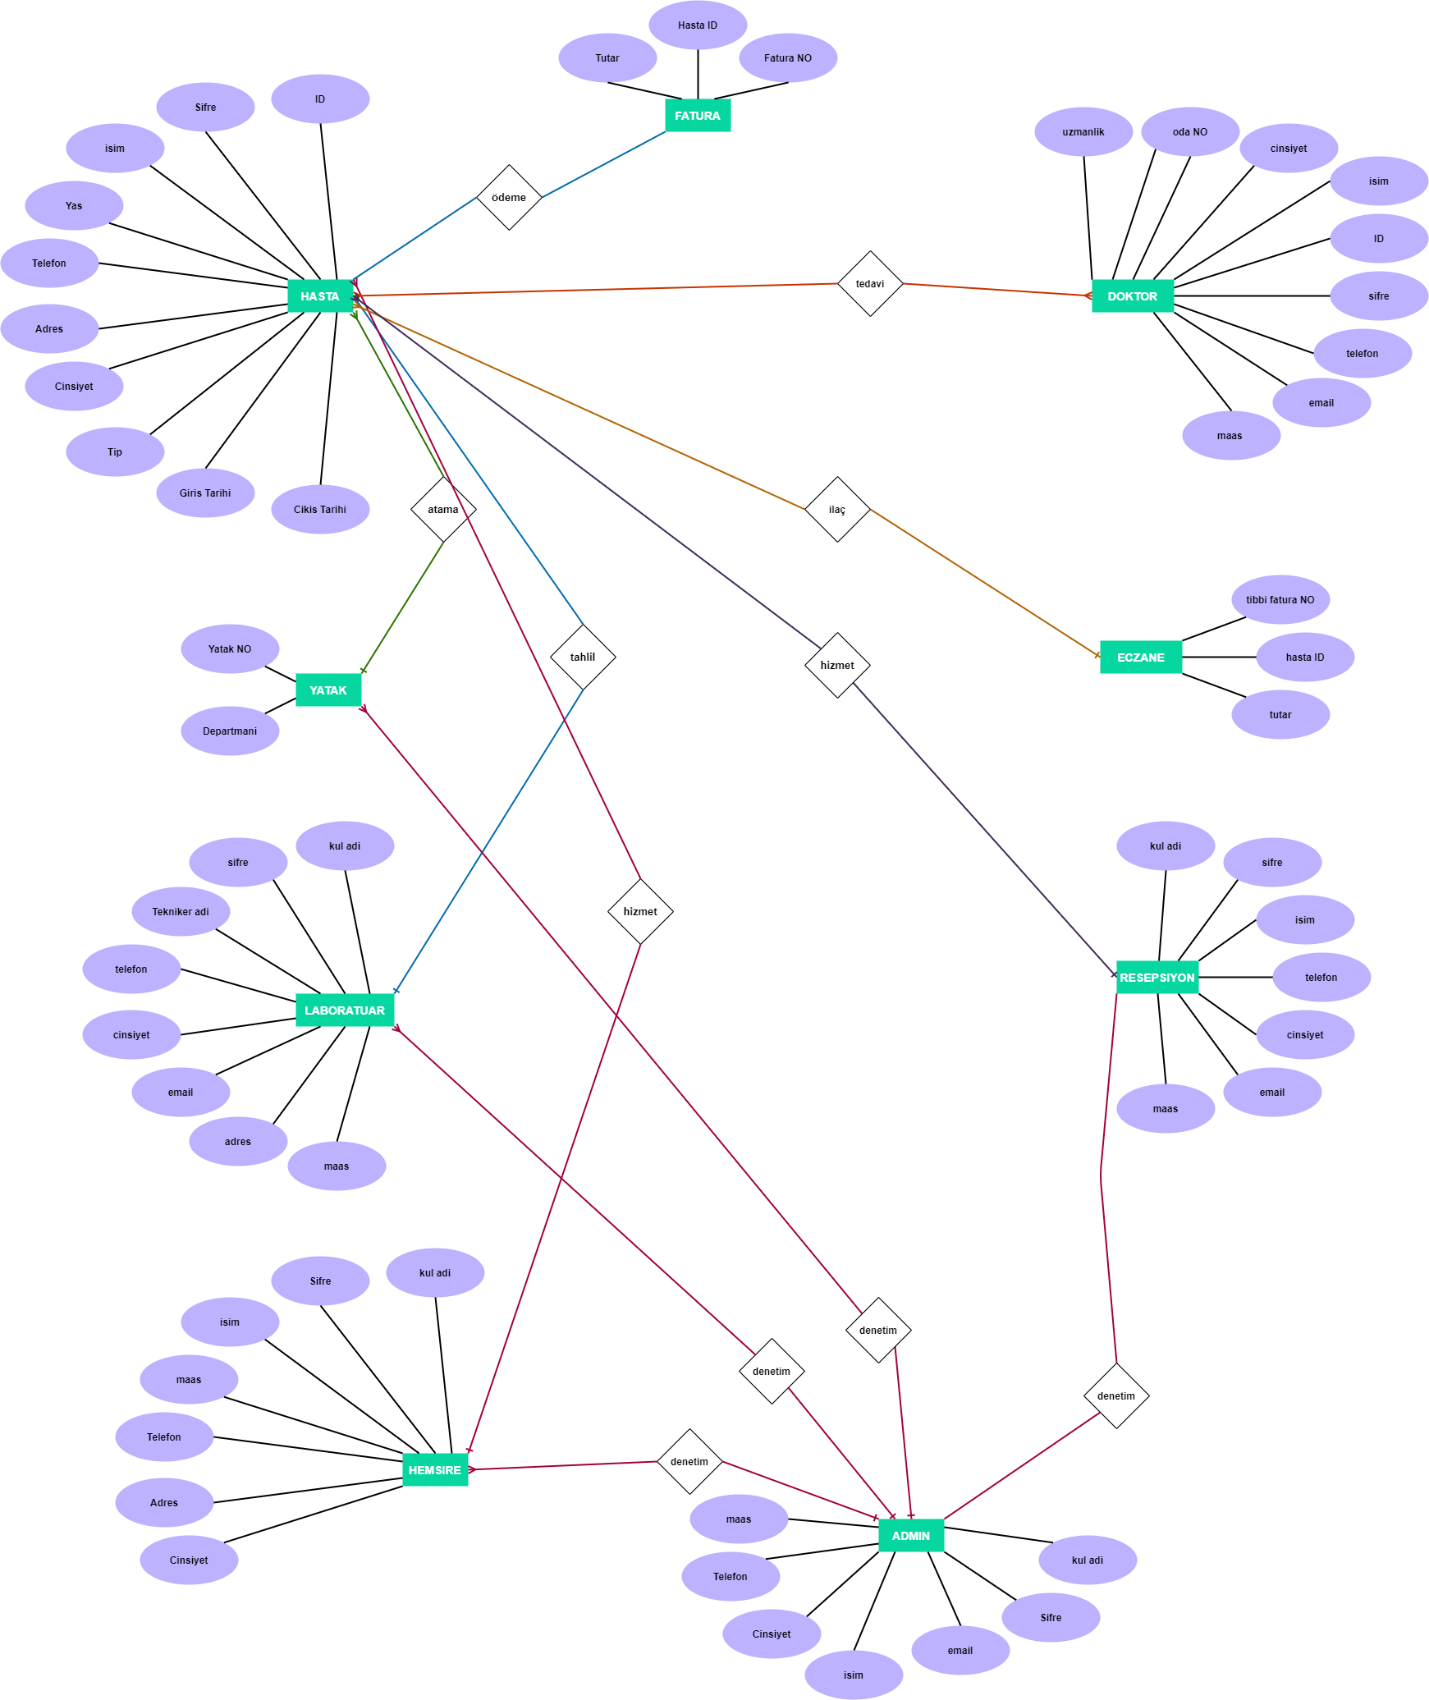 Hasta ID
Tutar
Fatura NO
FATURA
ödeme
ID
Sifre
isim
Yas
Telefon
HASTA
Adres
Cinsiyet
Tip
Giris Tarihi
Cikis Tarihi
tedavi
uzmanlik
oda NO
cinsiyet
isim
ID
DOKTOR
sifre
telefon
email
maas
atama
ilaç
tahlil
hizmet
tibbi fatura NO
ECZANE
hasta ID
tutar
Yatak NO
YATAK
Departmani
kul adi
sifre
Tekniker adi
telefon
LABORATUAR
cinsiyet
email
adres
maas
hizmet
kul adi
sifre
isim
RESEPSIYON
telefon
cinsiyet
email
maas
kul adi
Sifre
isim
maas
Telefon
HEMSIRE
Adres
Cinsiyet
denetim
denetim
denetim
denetim
maas
ADMIN
Telefon
kul adi
Cinsiyet
Sifre
isim
email